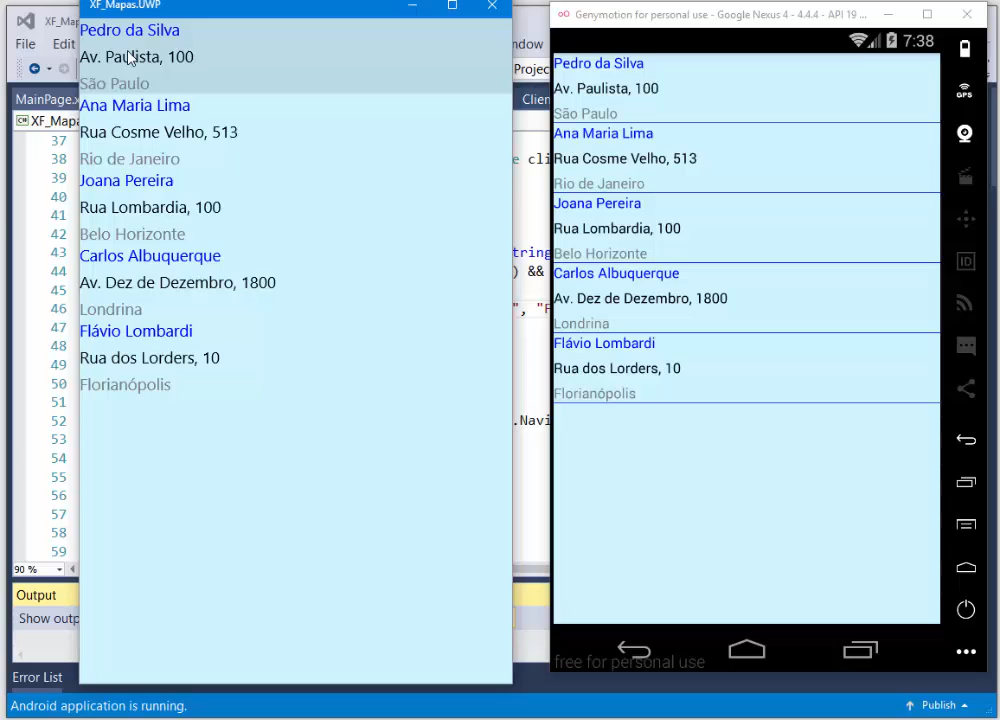 XF_Mapas.UWP
Pedro da Silva
Av. Paulista, 100
São Paulo
Ana Maria Lima
Rua Cosme Velho, 513
Rio de Janeiro
Joana Pereira
Rua Lombardia, 100
Belo Horizonte
Carlos Albuquerque
Av. Dez de Dezembro, 1800
Londrina
Flávio Lombardi
Rua dos Lorders, 10
Florianópolis
Genymotion for personal use - Google Nexus 4 - 4.4.4 - API 19 ...
7:38
Pedro da Silva
Av. Paulista, 100
São Paulo
Ana Maria Lima
Rua Cosme Velho, 513
Rio de Janeiro
Joana Pereira
Rua Lombardia, 100
Belo Horizonte
Carlos Albuquerque
Av. Dez de Dezembro, 1800
Londrina
Flávio Lombardi
Rua dos Lorders, 10
Florianópolis
free for personal use
GPS
ID
File Edit
MainPage.x
XF_Mapa
37
38
39
40
41
42
43
44
45
46
47
48
49
50
51
52
53
54
55
56
57
58
59
90 %
Output
Show outp
Error List
Android application is running.
Publish
ndow
Projec
Clien
e cli
tring
) &&
", "F
.Navi